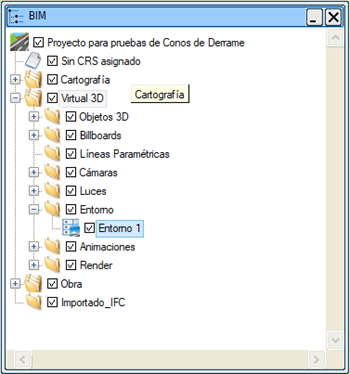 BIM
Proyecto para pruebas de Conos de Derrame
Sin CRS asignado
Cartografía
Virtual 3D
Cartografía
Objetos 3D
Billboards
Líneas Paramétricas
Cámaras
Luces
Entorno
Entorno 1
Animaciones
Render
Obra
Importado_IFC